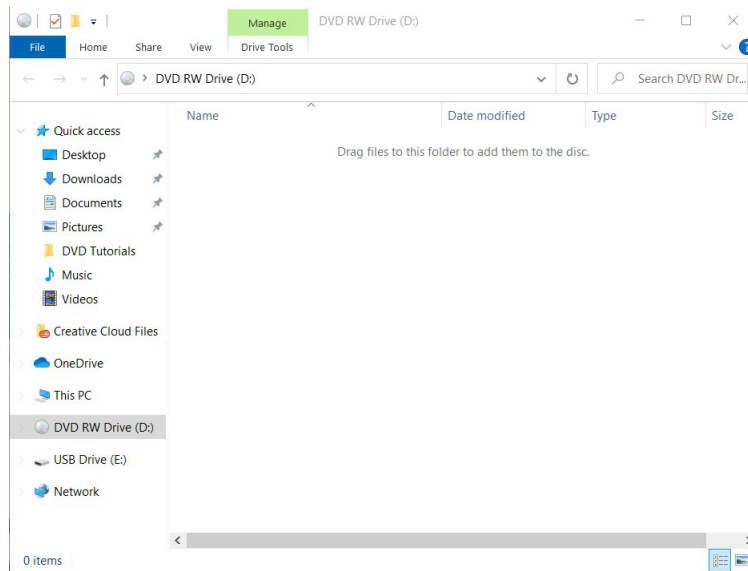 Manage
DVD RW Drive (D:)
File
Home
Share
View
Drive Tools
DVD RW Drive (D:)
Search DVD RW Dr...
Name
Date modified
Type
Size
Drag files to this folder to add them to the disc.
Quick access
Desktop
Downloads
Documents
Pictures
DVD Tutorials
Music
Videos
Creative Cloud Files
OneDrive
This PC
DVD RW Drive (D:)
USB Drive (E:)
Network
0 items